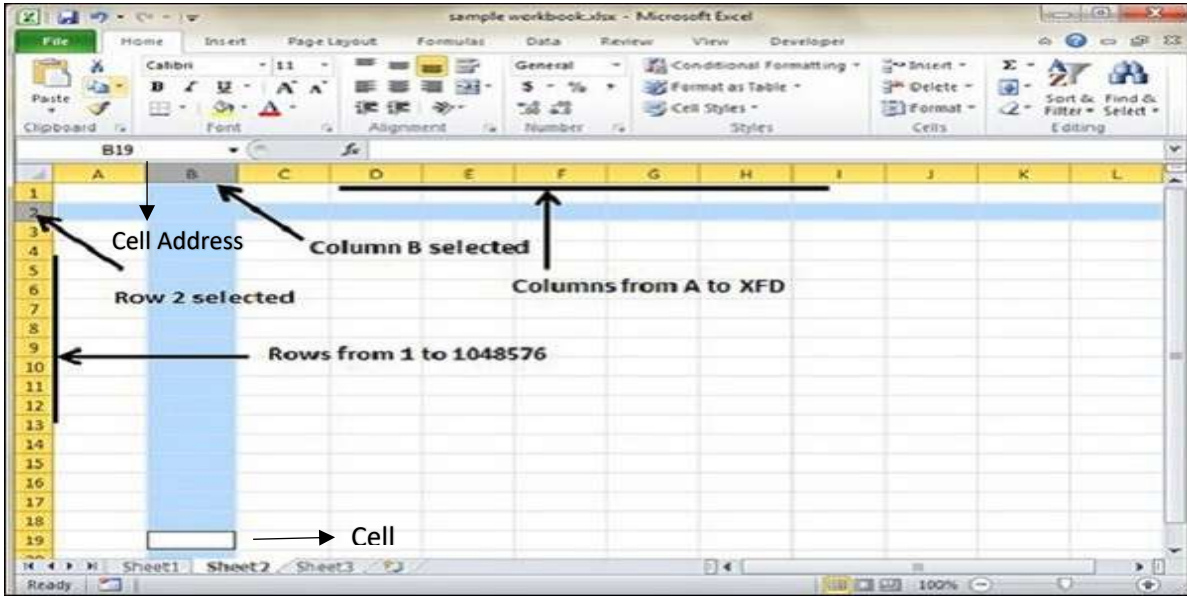 sample workbook.xlsx - Microsoft Excel
File Home Insert Page Layout Formulas Data Review View Developer
Calibri 11 General Conditional Formatting Insert Σ
Paste B I U A A $ % , Format as Table Delete Sort & Find &
A Cell Styles Format Filter Select
Clipboard Font Alignment Number Styles Cells Editing
B19 fx
A B C D E F G H I J K L
1
2
3
Cell Address
Column B selected
4
5
Columns from A to XFD
6
Row 2 selected
7
8
9
Rows from 1 to 1048576
10
11
12
13
14
15
16
17
18
19
Cell
Sheet1 Sheet2 Sheet3
Ready 100%